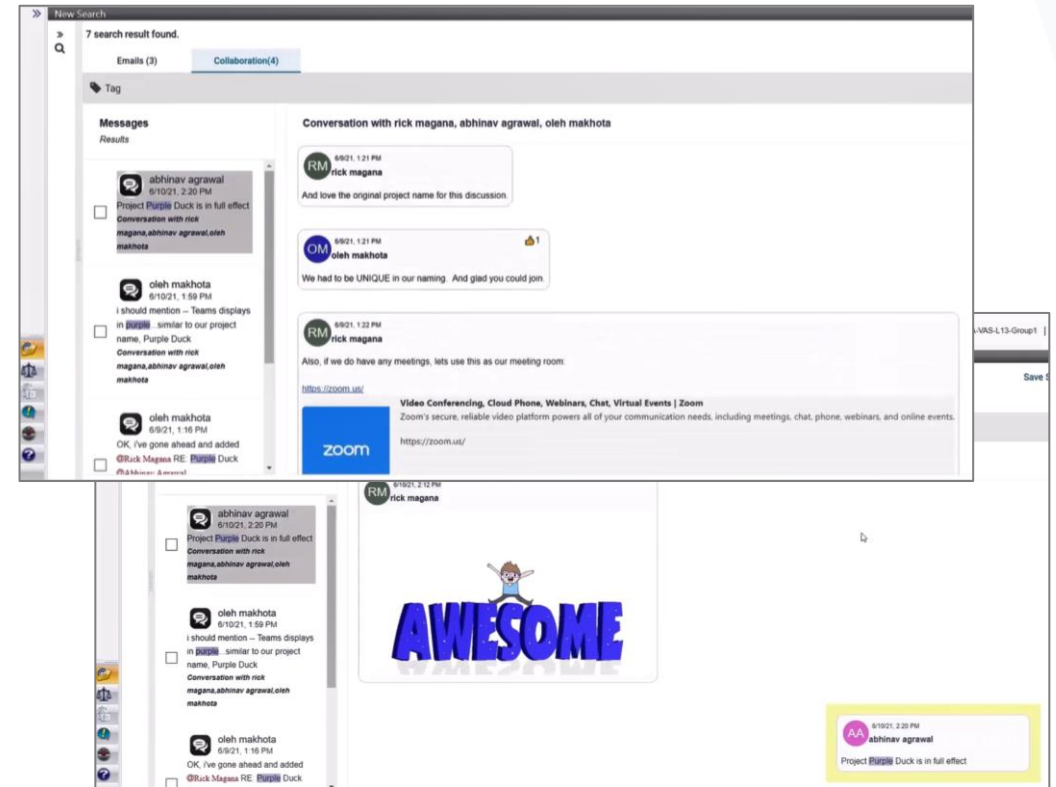 New Search
7 search result found.
Emails (3)
Collaboration(4)
Tag
Messages
Results
abhinav agrawal
6/10/21, 2:20 PM
Project Purple Duck is in full effect
Conversation with rick
magana,abhinav agrawal,oleh
makhota
oleh makhota
6/10/21, 1:59 PM
i should mention -- Teams displays
in purple...similar to our project
name, Purple Duck
Conversation with rick
magana,abhinav agrawal,oleh
makhota
oleh makhota
6/9/21, 1:16 PM
OK, i've gone ahead and added
@Rick Magana RE: Purple Duck
@Abhinav Agrawal
Conversation with rick magana, abhinav agrawal, oleh makhota
RM
6/9/21, 1:21 PM
rick magana
And love the original project name for this discussion.
OM
6/9/21, 1:21 PM
oleh makhota
1
We had to be UNIQUE in our naming. And glad you could join.
RM
6/9/21, 1:22 PM
rick magana
Also, if we do have any meetings, lets use this as our meeting room:
https://zoom.us/
Video Conferencing, Cloud Phone, Webinars, Chat, Virtual Events | Zoom
Zoom's secure, reliable video platform powers all of your communication needs, including meetings, chat, phone, webinars, and online events.
https://zoom.us/
zoom
-VAS-L13-Group1 |
Save S
abhinav agrawal
6/10/21, 2:20 PM
Project Purple Duck is in full effect
Conversation with rick
magana,abhinav agrawal,oleh
makhota
oleh makhota
6/10/21, 1:59 PM
i should mention -- Teams displays
in purple...similar to our project
name, Purple Duck
Conversation with rick
magana,abhinav agrawal,oleh
makhota
oleh makhota
6/9/21, 1:16 PM
OK, i've gone ahead and added
@Rick Magana RE: Purple Duck
RM
6/10/21, 2:12 PM
rick magana
AWESOME
AA
6/10/21, 2:20 PM
abhinav agrawal
Project Purple Duck is in full effect